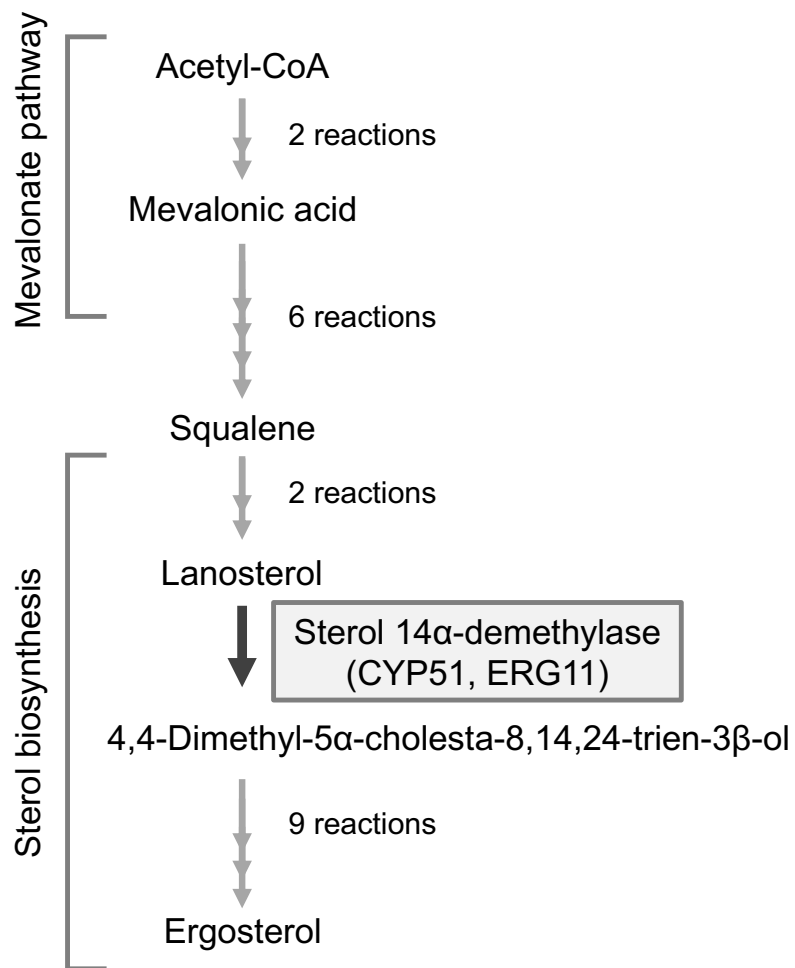 Mevalonate pathway
Acetyl-CoA
2 reactions
Mevalonic acid
6 reactions
Squalene
Sterol biosynthesis
2 reactions
Lanosterol
Sterol 14α-demethylase
(CYP51, ERG11)
4,4-Dimethyl-5α-cholesta-8,14,24-trien-3β-ol
9 reactions
Ergosterol